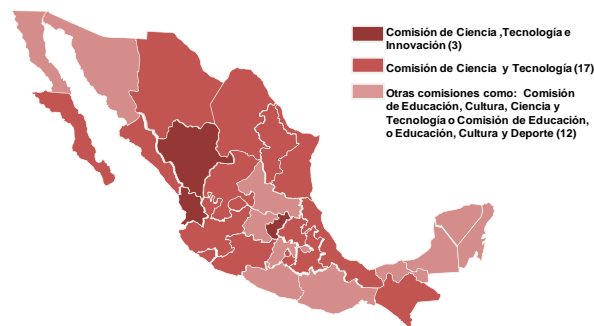 Comisión de Ciencia ,Tecnología e
Innovación (3)
Comisión de Ciencia y Tecnología (17)
Otras comisiones como: Comisión
de Educación, Cultura, Ciencia y
Tecnología o Comisión de Educación,
o Educación, Cultura y Deporte (12)